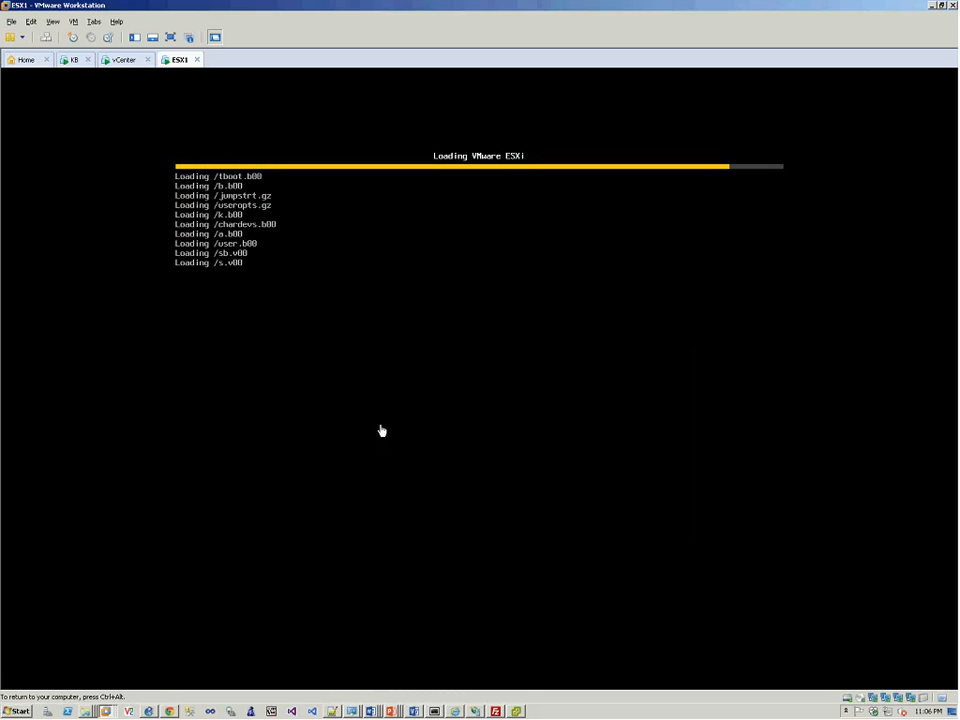 ESX1 - VMware Workstation
File Edit View VM Tabs Help
Home KB vCenter ESX1
Loading VMware ESXi
Loading /tboot.b00
Loading /b.b00
Loading /jumpstrt.gz
Loading /useropts.gz
Loading /k.b00
Loading /chardevs.b00
Loading /a.b00
Loading /user.b00
Loading /sb.v00
Loading /s.v00
To return to your computer, press Ctrl+Alt.
Start
11:06 PM